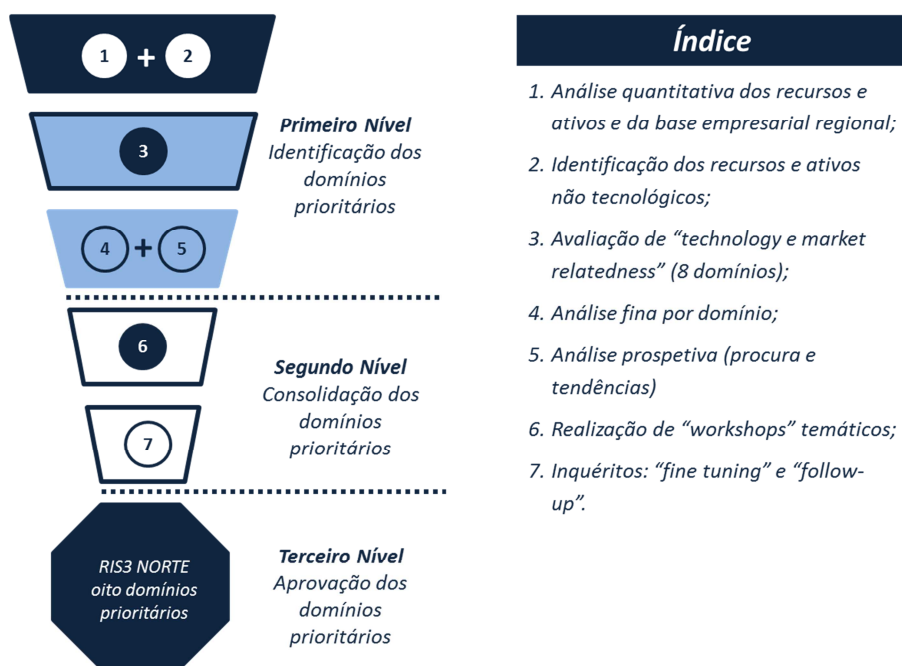 1 + 2
3
4 + 5
Primeiro Nível
Identificação dos
domínios
prioritários
6
7
Segundo Nível
Consolidação dos
domínios
prioritários
RIS3 NORTE
oito domínios
prioritários
Terceiro Nível
Aprovação dos
domínios
prioritários
Índice
1. Análise quantitativa dos recursos e
ativos e da base empresarial regional;
2. Identificação dos recursos e ativos
não tecnológicos;
3. Avaliação de “technology e market
relatedness” (8 domínios);
4. Análise fina por domínio;
5. Análise prospetiva (procura e
tendências)
6. Realização de “workshops” temáticos;
7. Inquéritos: “fine tuning” e “follow-
up”.